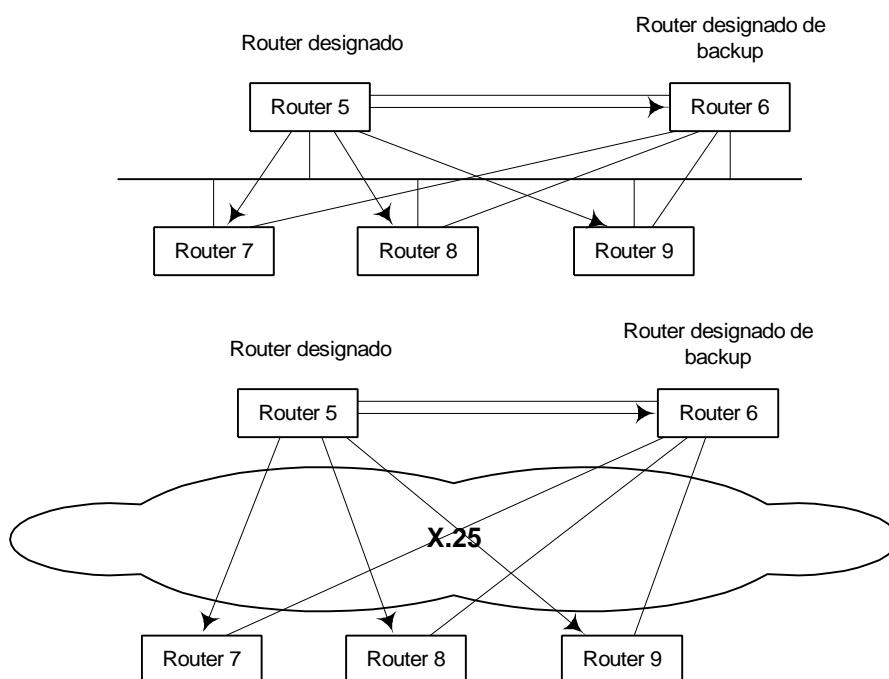 Router designado
Router designado de
backup
Router 5
Router 6
Router 7
Router 8
Router 9
Router designado
Router designado de
backup
Router 5
Router 6
X.25
Router 7
Router 8
Router 9